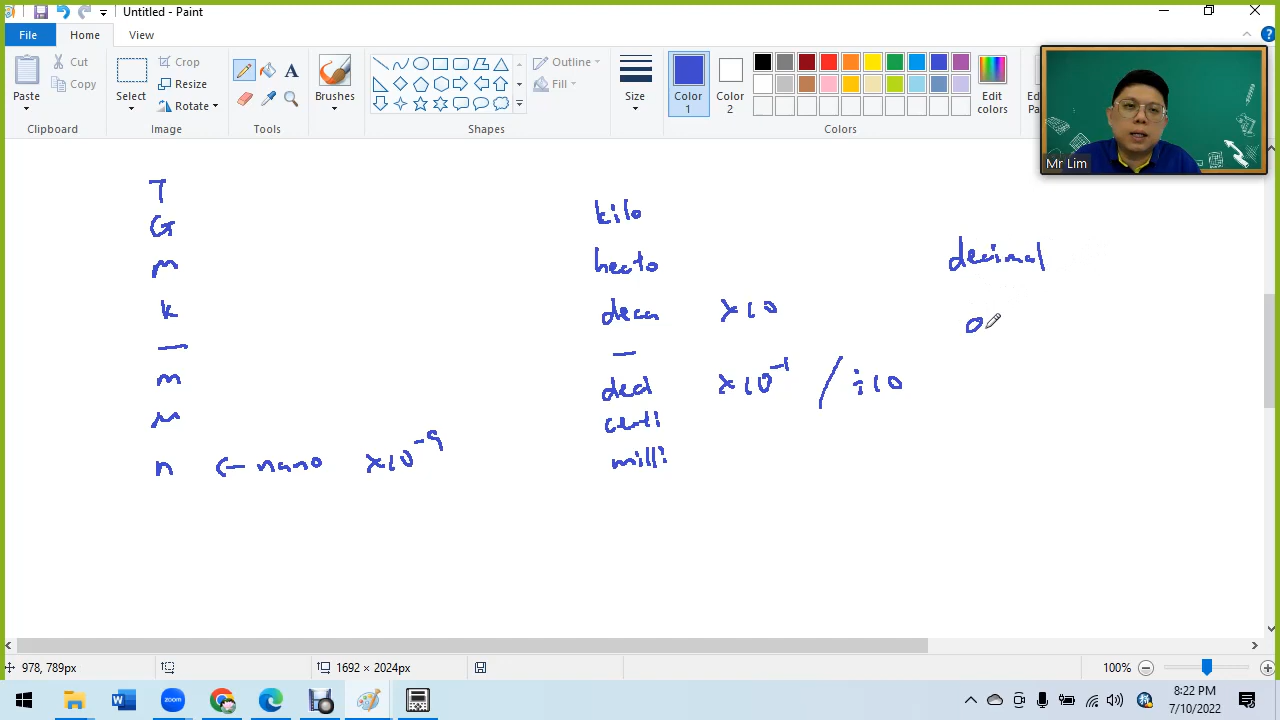 Untitled - Paint
File
Home
View
Paste
Cut
Copy
Clipboard
Select
Crop
Resize
Rotate
Image
A
Tools
Brushes
Outline
Fill
Shapes
Size
Color 1
Color 2
Edit colors
Colors
Mr Lim
T
G
M
k
—
m
μ
n ← nano ×10⁻⁹
kilo
hecto
deca ×10
—
deci ×10⁻¹ / ÷10
centi
milli
decimal
0
978, 789px
1692 × 2024px
100%
zoom
8:22 PM
7/10/2022